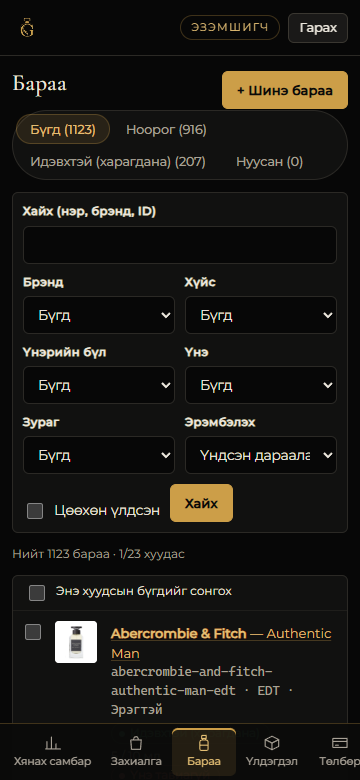 ЭЗЭМШИГЧ
Гарах
Бараа
+ Шинэ бараа
Бүгд (1123)
Ноорог (916)
Идэвхтэй (харагдана) (207)
Нуусан (0)
Хайх (нэр, брэнд, ID)
Брэнд
Хүйс
Бүгд
Бүгд
Үнэрийн бүл
Үнэ
Бүгд
Бүгд
Зураг
Эрэмбэлэх
Бүгд
Үндсэн дарааля
Цөөхөн үлдсэн
Хайх
Нийт 1123 бараа · 1/23 хуудас
Энэ хуудсын бүгдийг сонгох
Abercrombie & Fitch — Authentic
Man
abercrombie-and-fitch-
authentic-man-edt · EDT ·
Эрэгтэй
Хянах самбар
Захиалга
Бараа
Үлдэгдэл
Төлбөр